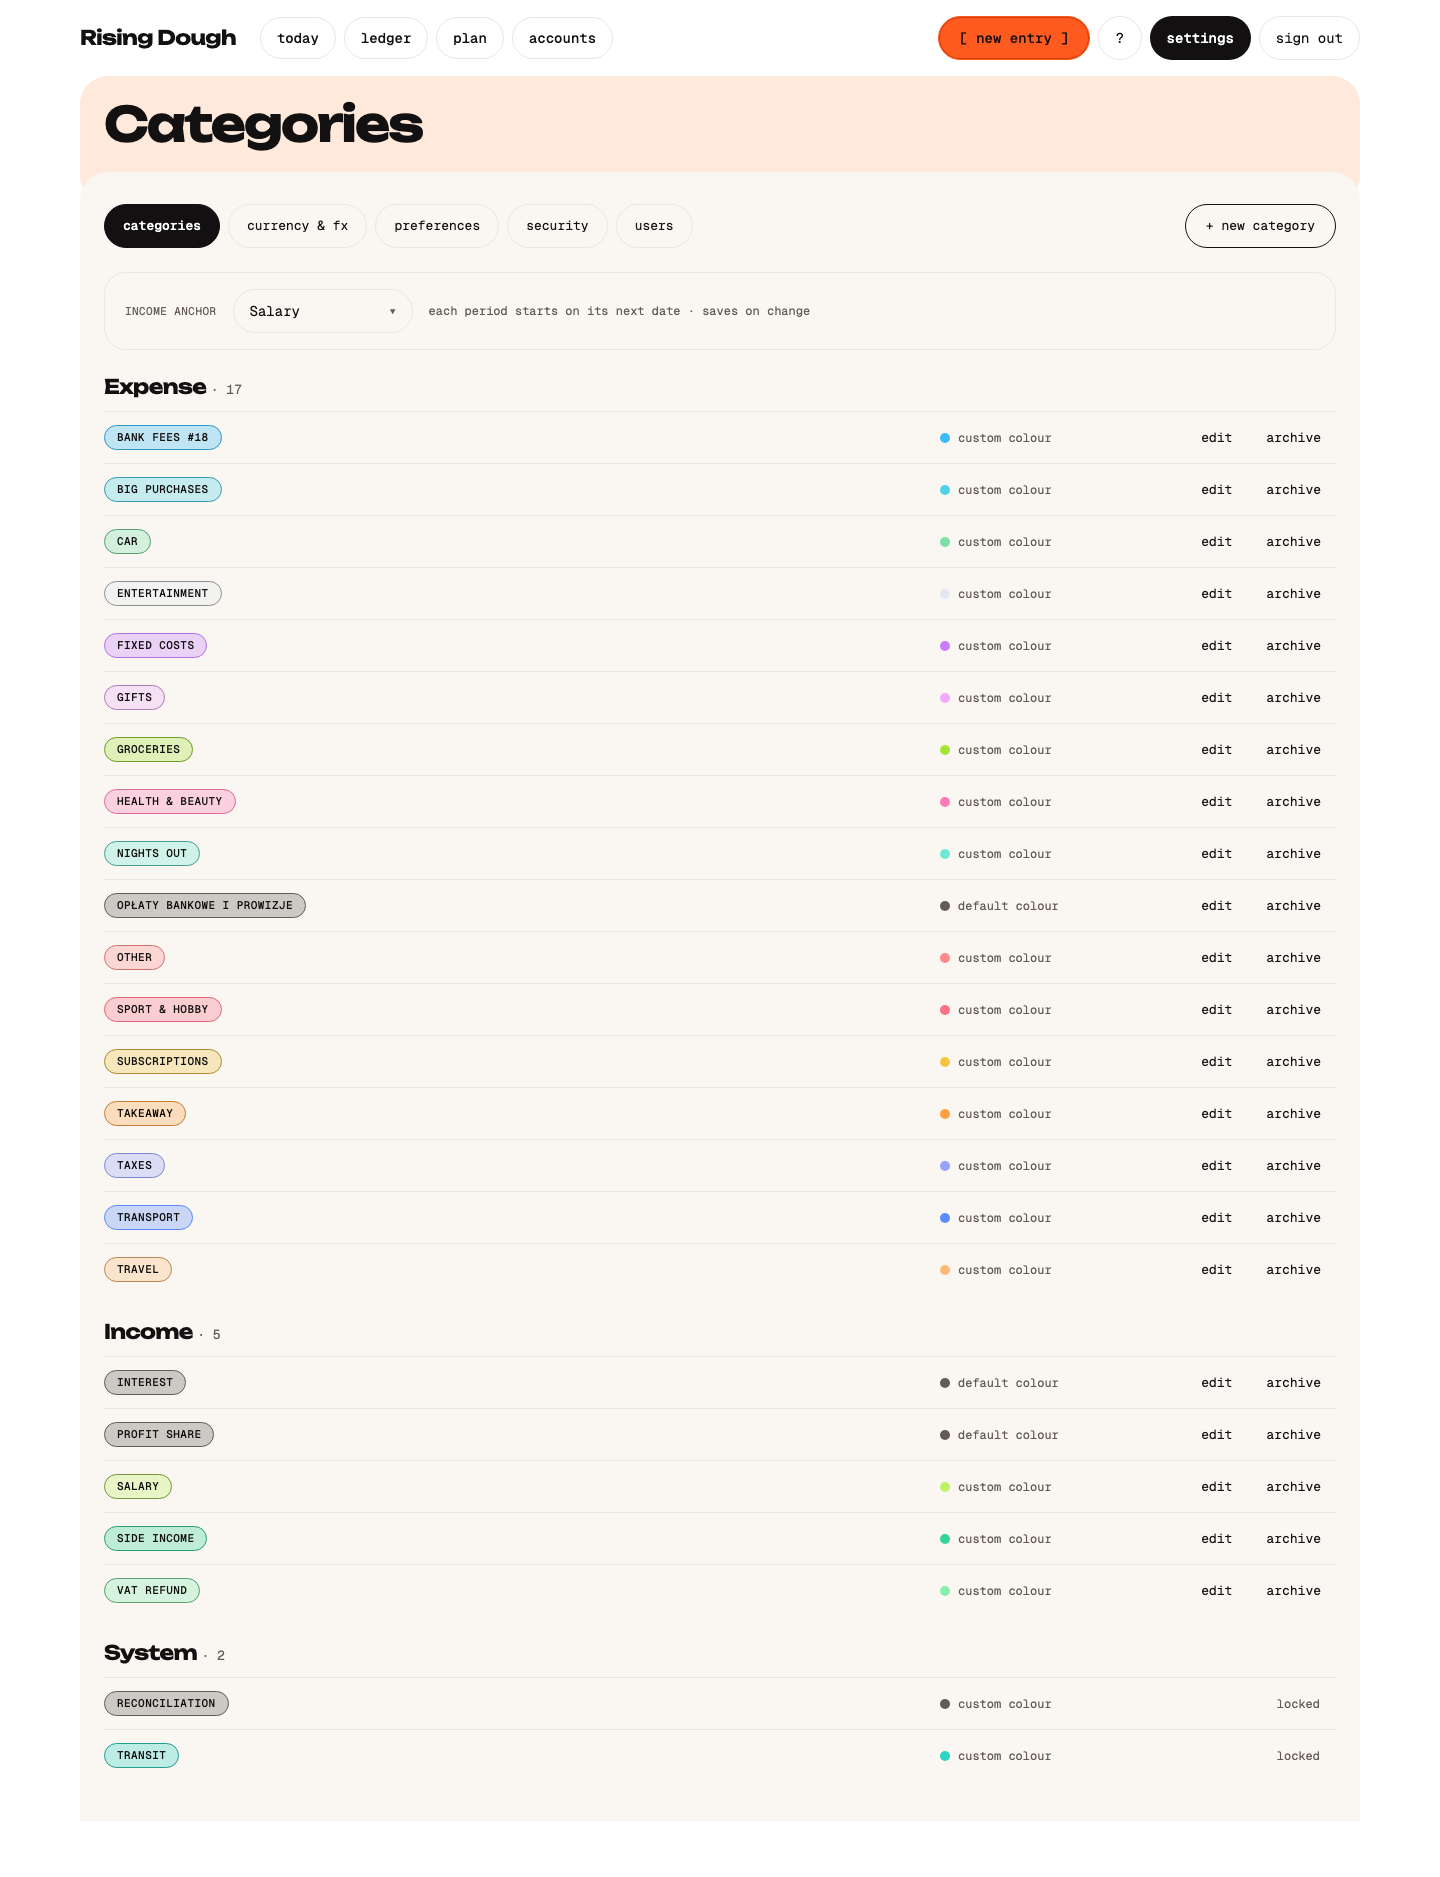 Rising Dough today ledger plan accounts [ new entry ] ? settings sign out
Categories
categories currency & fx preferences security users + new category
INCOME ANCHOR Salary ▾ each period starts on its next date · saves on change
Expense · 17
BANK FEES #18 custom colour edit archive
BIG PURCHASES custom colour edit archive
CAR custom colour edit archive
ENTERTAINMENT custom colour edit archive
FIXED COSTS custom colour edit archive
GIFTS custom colour edit archive
GROCERIES custom colour edit archive
HEALTH & BEAUTY custom colour edit archive
NIGHTS OUT custom colour edit archive
OPŁATY BANKOWE I PROWIZJE default colour edit archive
OTHER custom colour edit archive
SPORT & HOBBY custom colour edit archive
SUBSCRIPTIONS custom colour edit archive
TAKEAWAY custom colour edit archive
TAXES custom colour edit archive
TRANSPORT custom colour edit archive
TRAVEL custom colour edit archive
Income · 5
INTEREST default colour edit archive
PROFIT SHARE default colour edit archive
SALARY custom colour edit archive
SIDE INCOME custom colour edit archive
VAT REFUND custom colour edit archive
System · 2
RECONCILIATION custom colour locked
TRANSIT custom colour locked